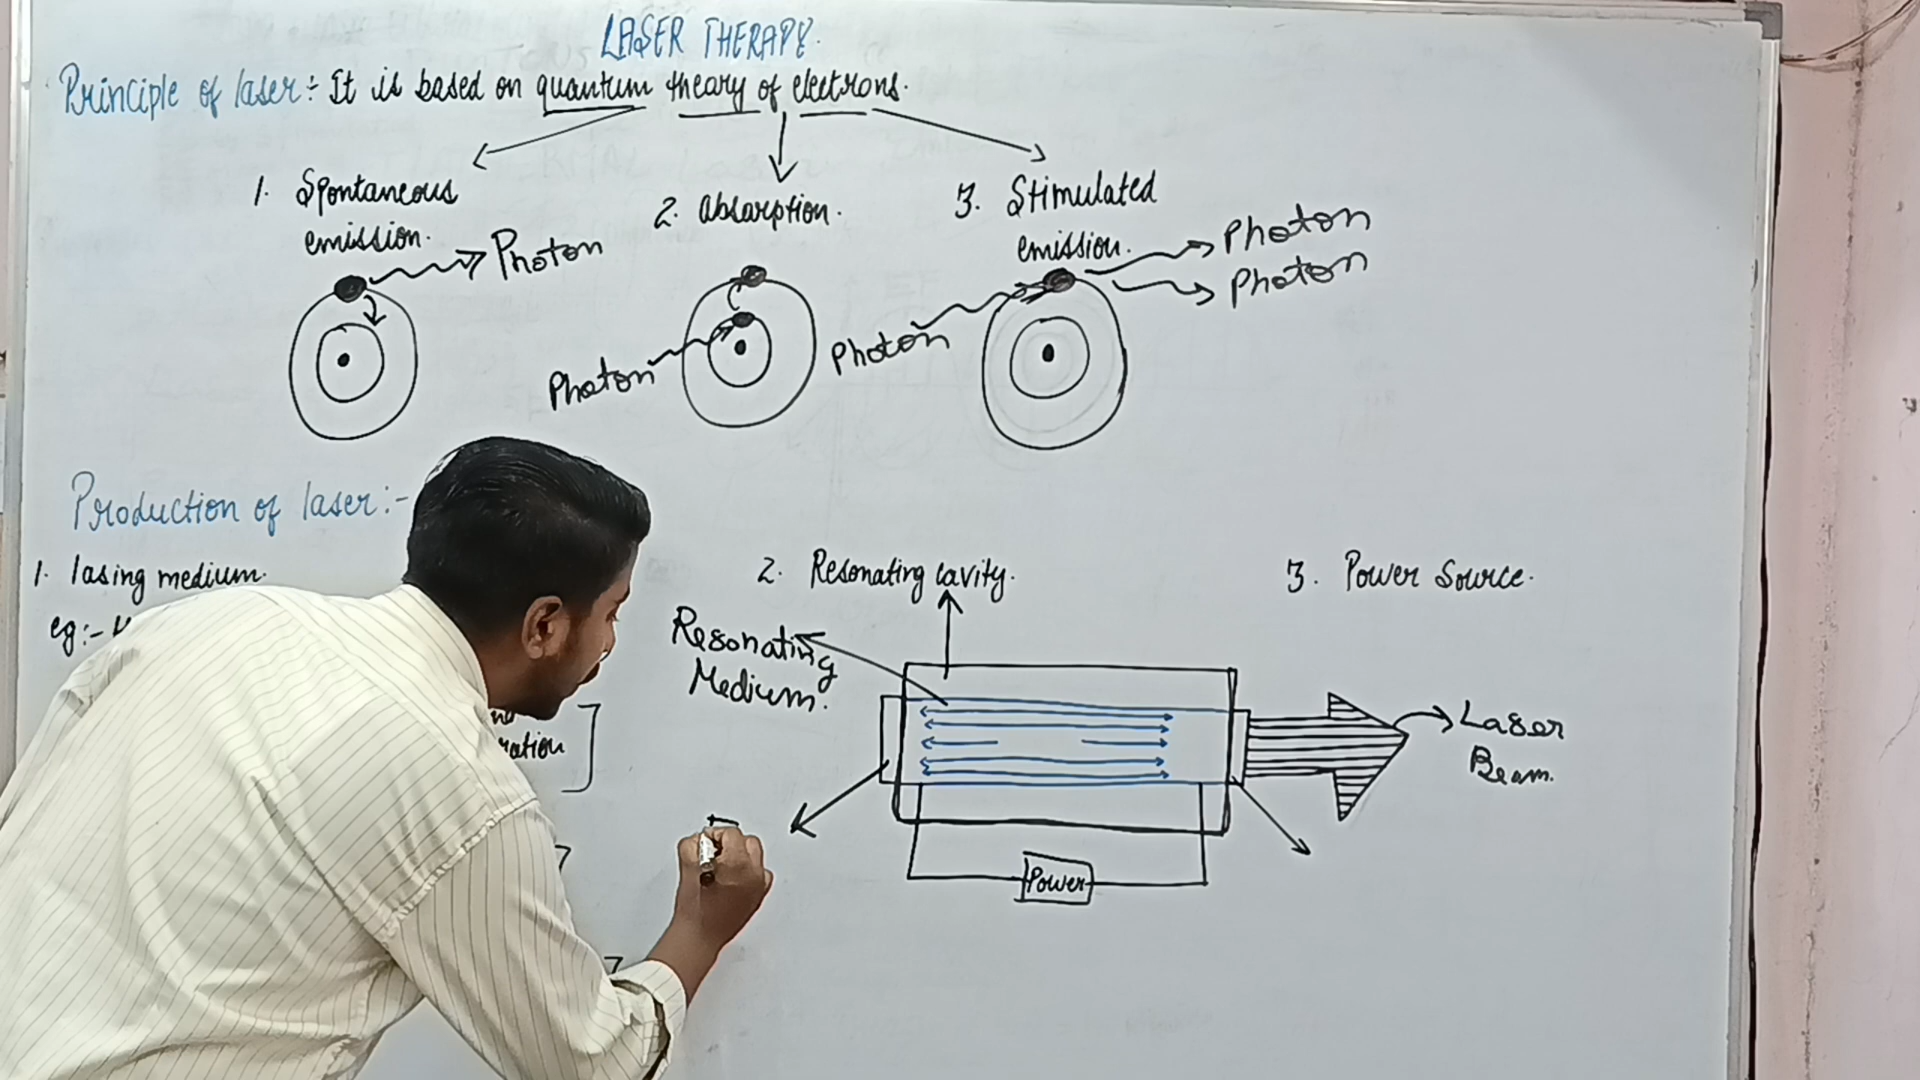 LASER THERAPY.
Principle of laser:- It is based on quantum theory of electrons.
1. Spontaneous
emission.
Photon
2. absorption.
Photon
3. Stimulated
emission.
Photon
Photon
Photon
Production of laser:-
1. lasing medium.
eg:-
2. Resonating cavity.
3. Power Source.
Resonating
Medium.
Laser
Beam.
Power